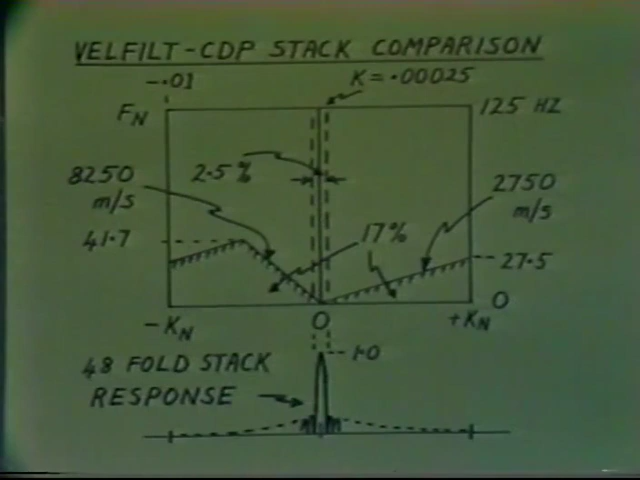 VELFILT-CDP STACK COMPARISON
-.01
K=.00025
FN
125 HZ
8250
m/s
2.5%
2750
m/s
41.7
17%
27.5
0
-KN
0
+KN
1.0
48 FOLD STACK
RESPONSE